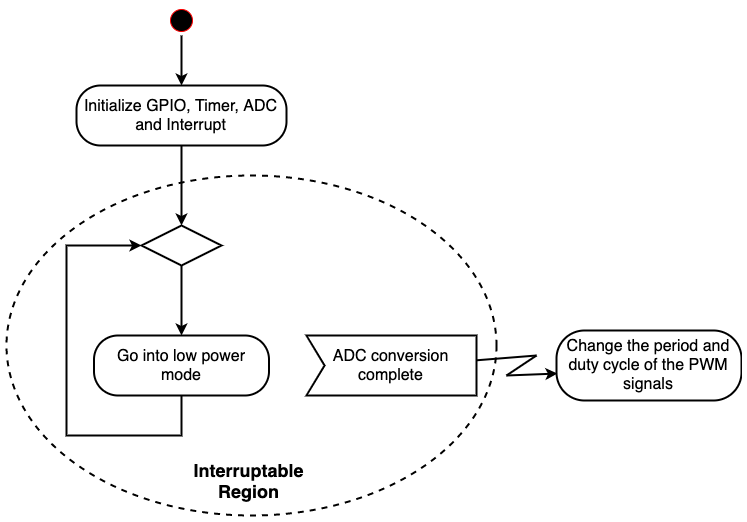 Initialize GPIO, Timer, ADC
and Interrupt
Go into low power
mode
ADC conversion
complete
Change the period and
duty cycle of the PWM
signals
Interruptable
Region